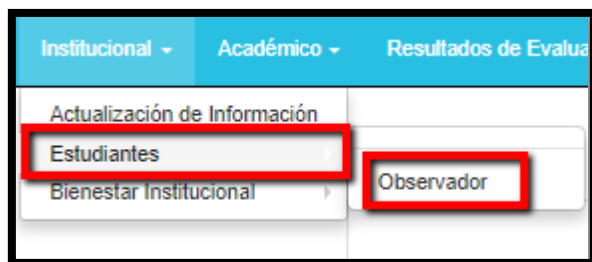 Institucional Académico Resultados de Evalua
Actualización de Información
Estudiantes
Observador
Bienestar Institucional